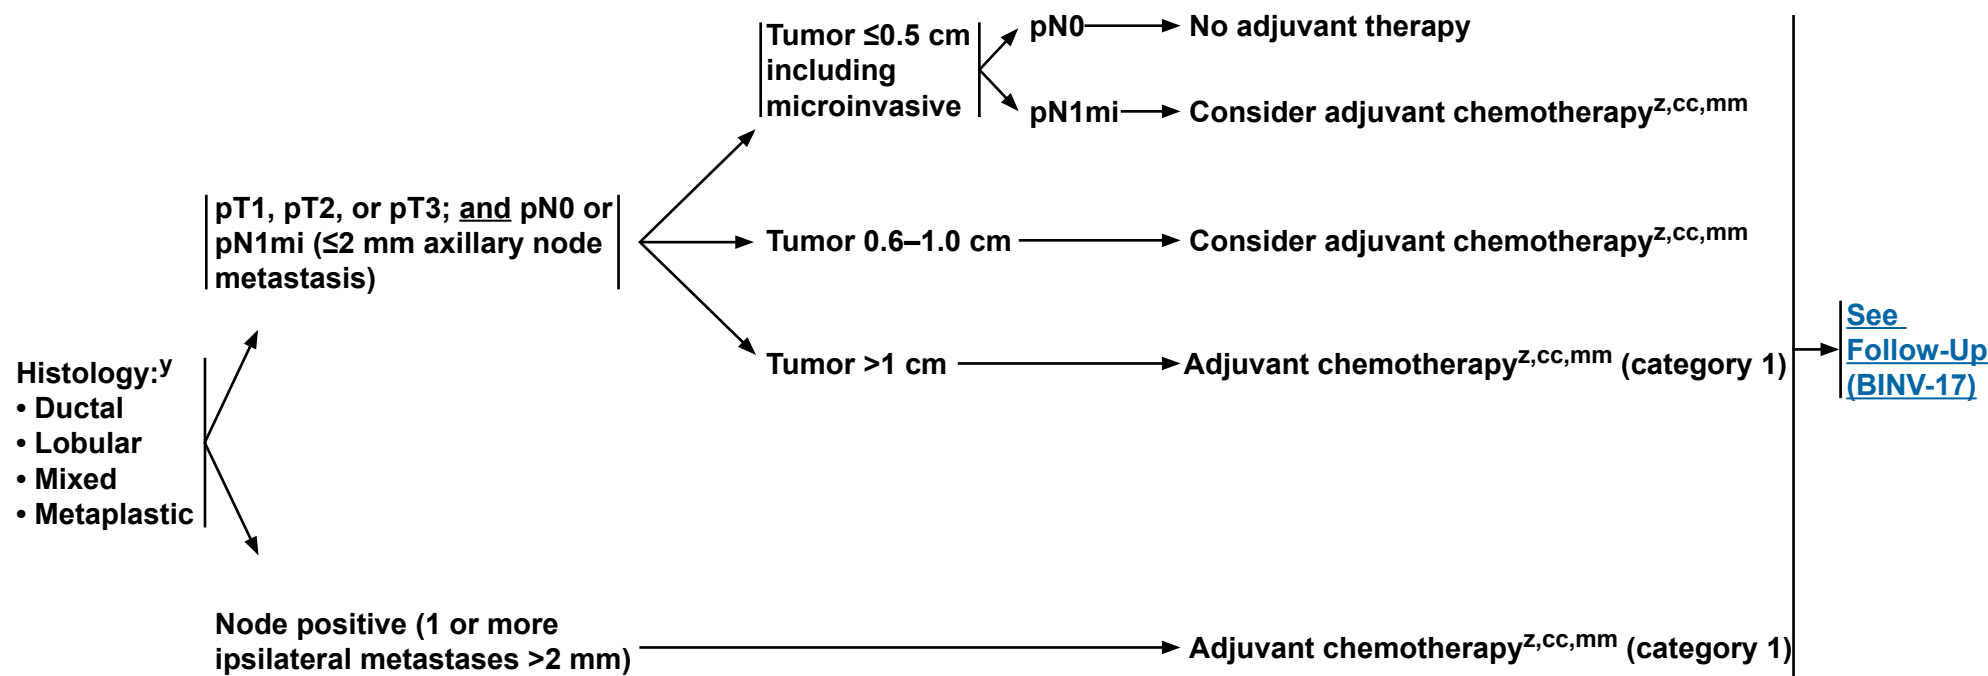 Histology:y
• Ductal
• Lobular
• Mixed
• Metaplastic
pT1, pT2, or pT3; and pN0 or
pN1mi (≤2 mm axillary node
metastasis)
Tumor ≤0.5 cm
including
microinvasive
pN0
No adjuvant therapy
pN1mi
Consider adjuvant chemotherapyz,cc,mm
Tumor 0.6–1.0 cm
Consider adjuvant chemotherapyz,cc,mm
Tumor >1 cm
Adjuvant chemotherapyz,cc,mm (category 1)
Node positive (1 or more
ipsilateral metastases >2 mm)
Adjuvant chemotherapyz,cc,mm (category 1)
See
Follow-Up
(BINV-17)